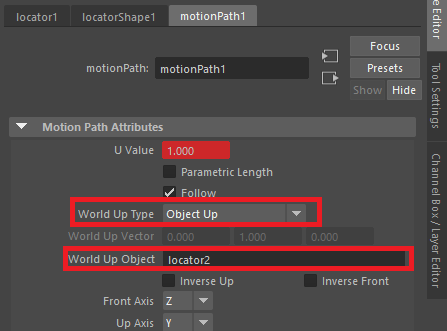 locator1 locatorShape1 motionPath1
Focus
motionPath: motionPath1
Presets
Show Hide
Motion Path Attributes
U Value 1.000
Parametric Length
Follow
World Up Type Object Up
World Up Vector 0.000 1.000 0.000
World Up Object locator2
Inverse Up Inverse Front
Front Axis Z
Up Axis Y
e Editor
Tool Settings
Channel Box / Layer Editor